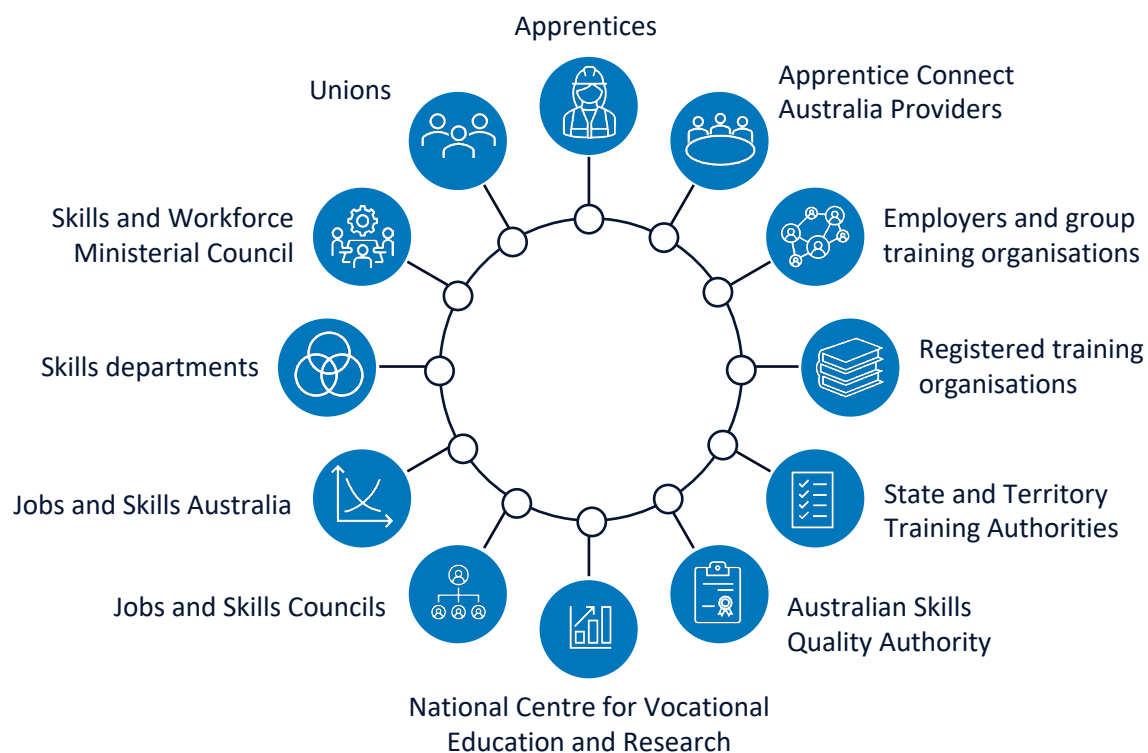 Apprentices
Apprentice Connect
Australia Providers
Employers and group
training organisations
Registered training
organisations
State and Territory
Training Authorities
Australian Skills
Quality Authority
National Centre for Vocational
Education and Research
Jobs and Skills Councils
Jobs and Skills Australia
Skills departments
Skills and Workforce
Ministerial Council
Unions